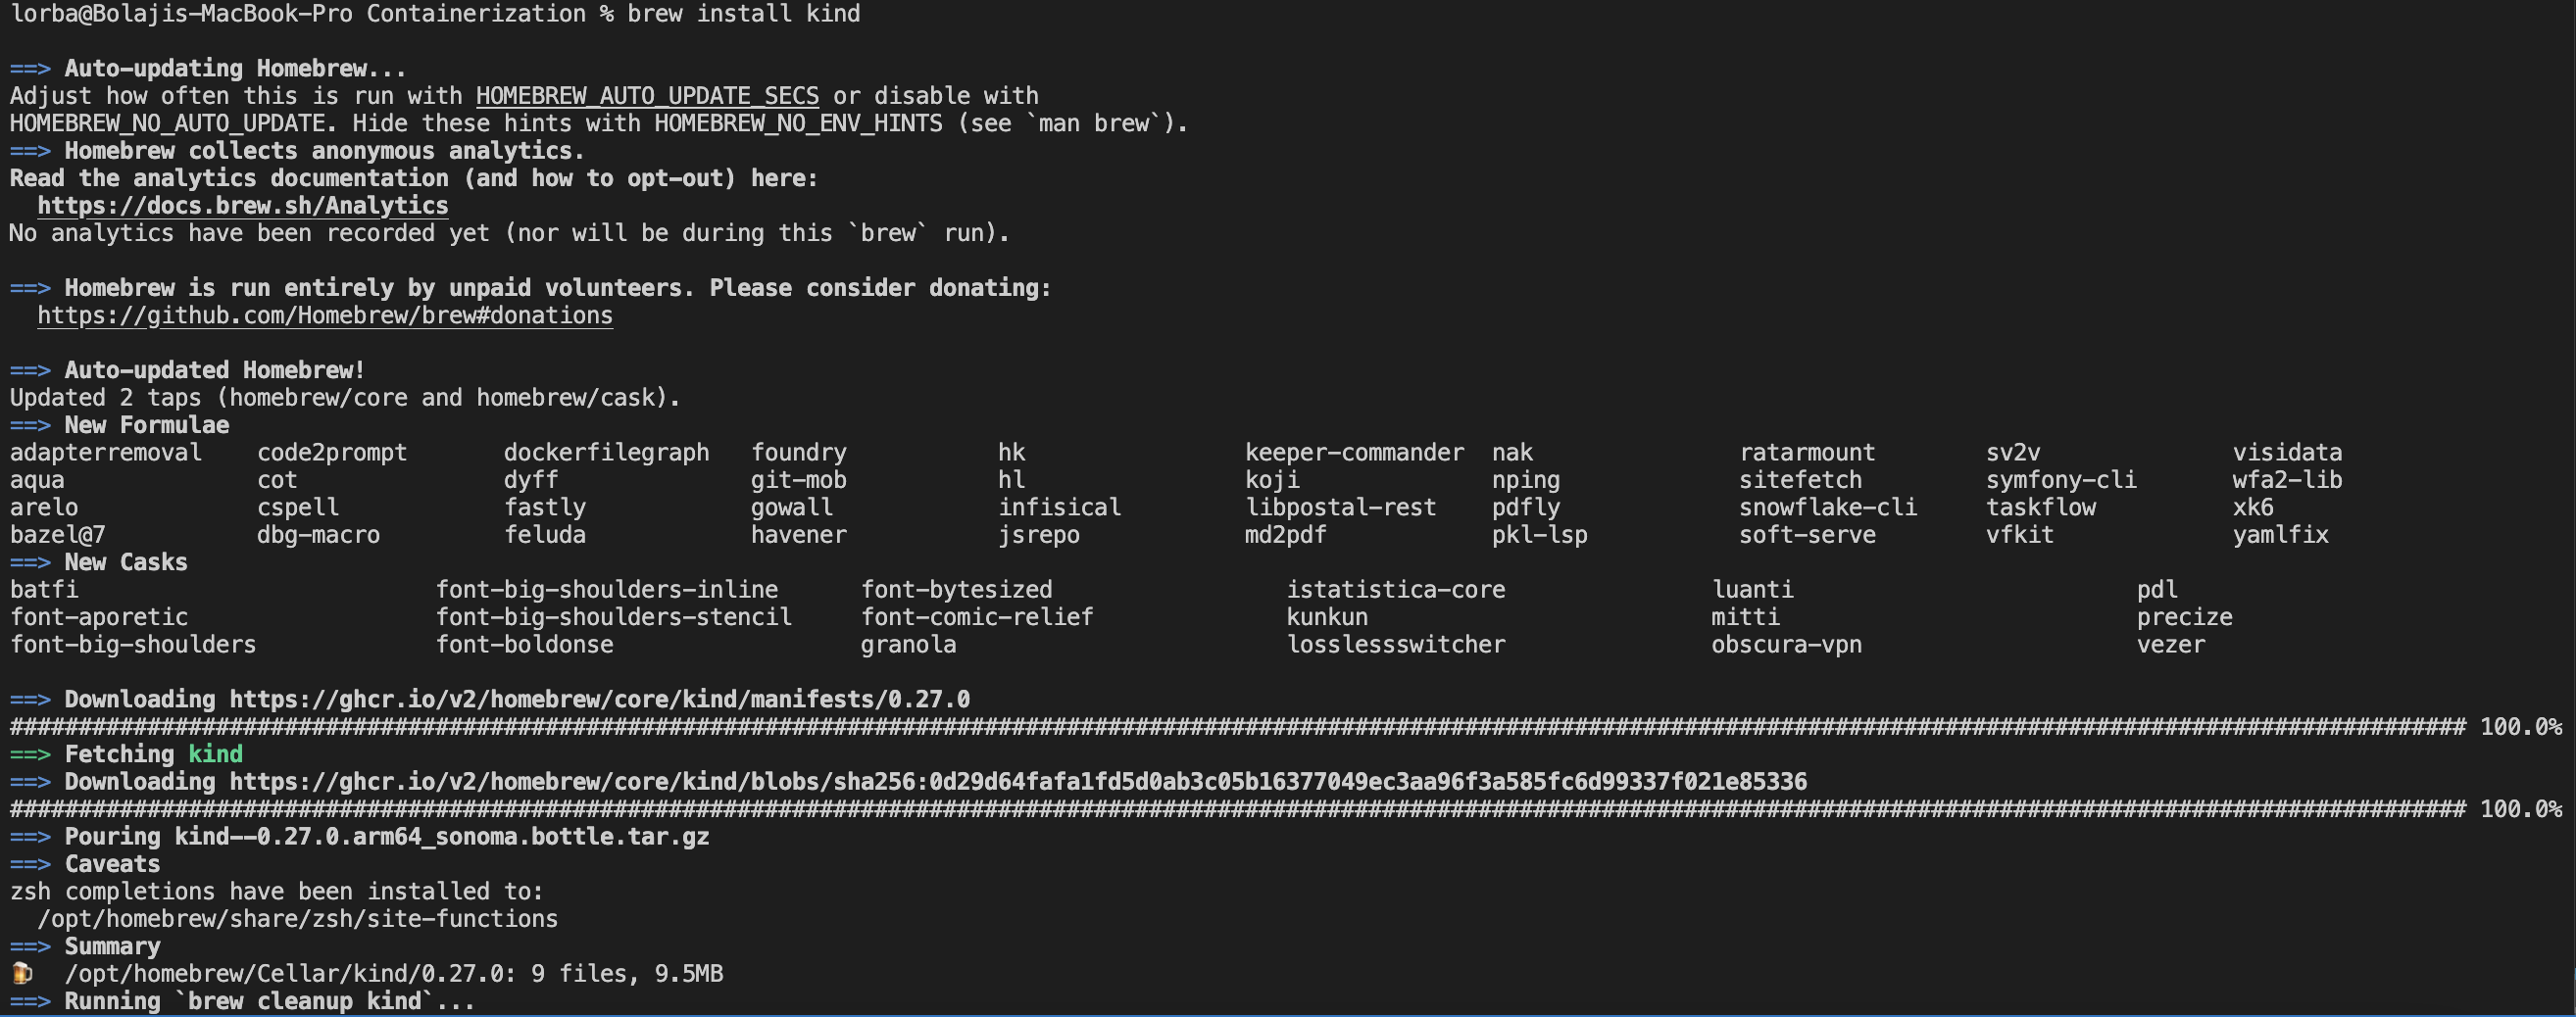 lorba@Bolajis-MacBook-Pro Containerization % brew install kind
==> Auto-updating Homebrew...
Adjust how often this is run with HOMEBREW_AUTO_UPDATE_SECS or disable with
HOMEBREW_NO_AUTO_UPDATE. Hide these hints with HOMEBREW_NO_ENV_HINTS (see `man brew`).
==> Homebrew collects anonymous analytics.
Read the analytics documentation (and how to opt-out) here:
  https://docs.brew.sh/Analytics
No analytics have been recorded yet (nor will be during this `brew` run).
==> Homebrew is run entirely by unpaid volunteers. Please consider donating:
  https://github.com/Homebrew/brew#donations
==> Auto-updated Homebrew!
Updated 2 taps (homebrew/core and homebrew/cask).
==> New Formulae
adapterremoval    code2prompt       dockerfilegraph   foundry           hk                keeper-commander  nak               ratarmount        sv2v              visidata
aqua              cot               dyff              git-mob           hl                koji              nping             sitefetch         symfony-cli       wfa2-lib
arelo             cspell            fastly            gowall            infisical         libpostal-rest    pdfly             snowflake-cli     taskflow          xk6
bazel@7           dbg-macro         feluda            havener           jsrepo            md2pdf            pkl-lsp           soft-serve        vfkit             yamlfix
==> New Casks
batfi                          font-big-shoulders-inline      font-bytesized                 istatistica-core               luanti                         pdl
font-aporetic                  font-big-shoulders-stencil     font-comic-relief              kunkun                         mitti                          precize
font-big-shoulders             font-boldonse                  granola                        losslessswitcher               obscura-vpn                    vezer
==> Downloading https://ghcr.io/v2/homebrew/core/kind/manifests/0.27.0
################################################################################################################################################################################### 100.0%
==> Fetching kind
==> Downloading https://ghcr.io/v2/homebrew/core/kind/blobs/sha256:0d29d64fafa1fd5d0ab3c05b16377049ec3aa96f3a585fc6d99337f021e85336
################################################################################################################################################################################### 100.0%
==> Pouring kind--0.27.0.arm64_sonoma.bottle.tar.gz
==> Caveats
zsh completions have been installed to:
  /opt/homebrew/share/zsh/site-functions
==> Summary
🍺  /opt/homebrew/Cellar/kind/0.27.0: 9 files, 9.5MB
==> Running `brew cleanup kind`...